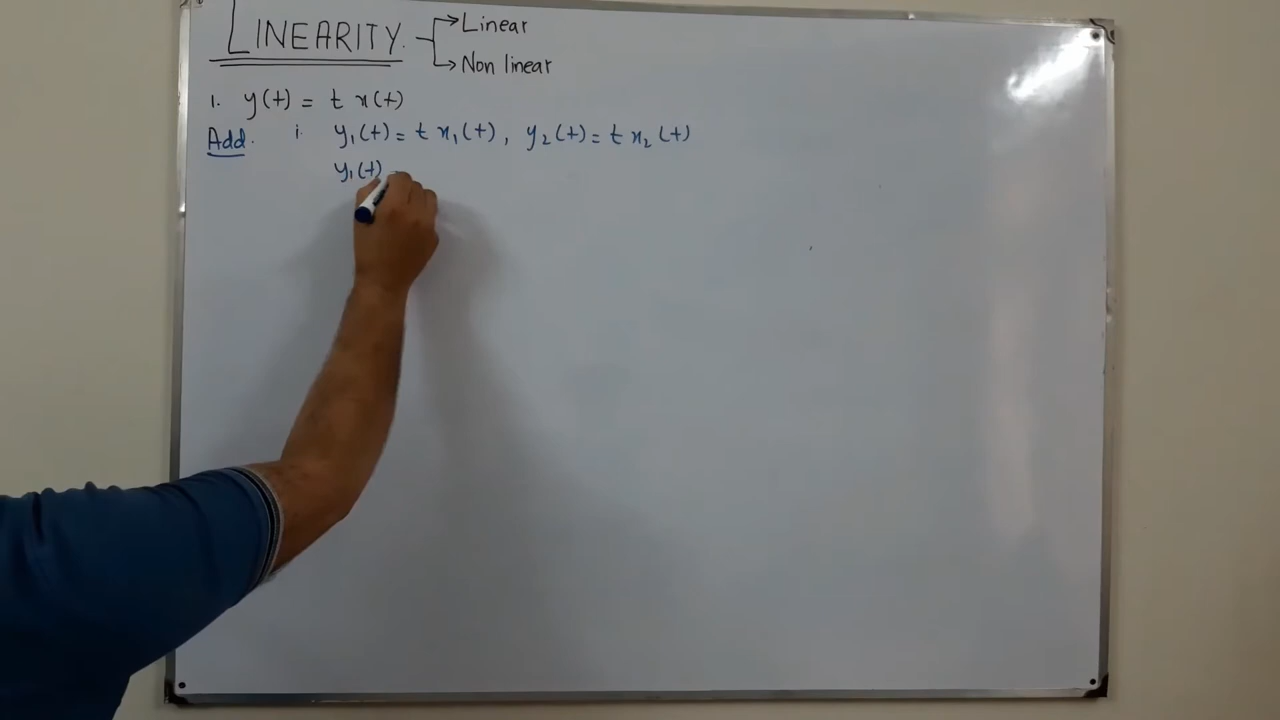 LINEARITY. → Linear
→ Non linear
1. y(t) = t x(t)
Add. i. y₁(t) = t x₁(t), y₂(t) = t x₂(t)
y₁(t)